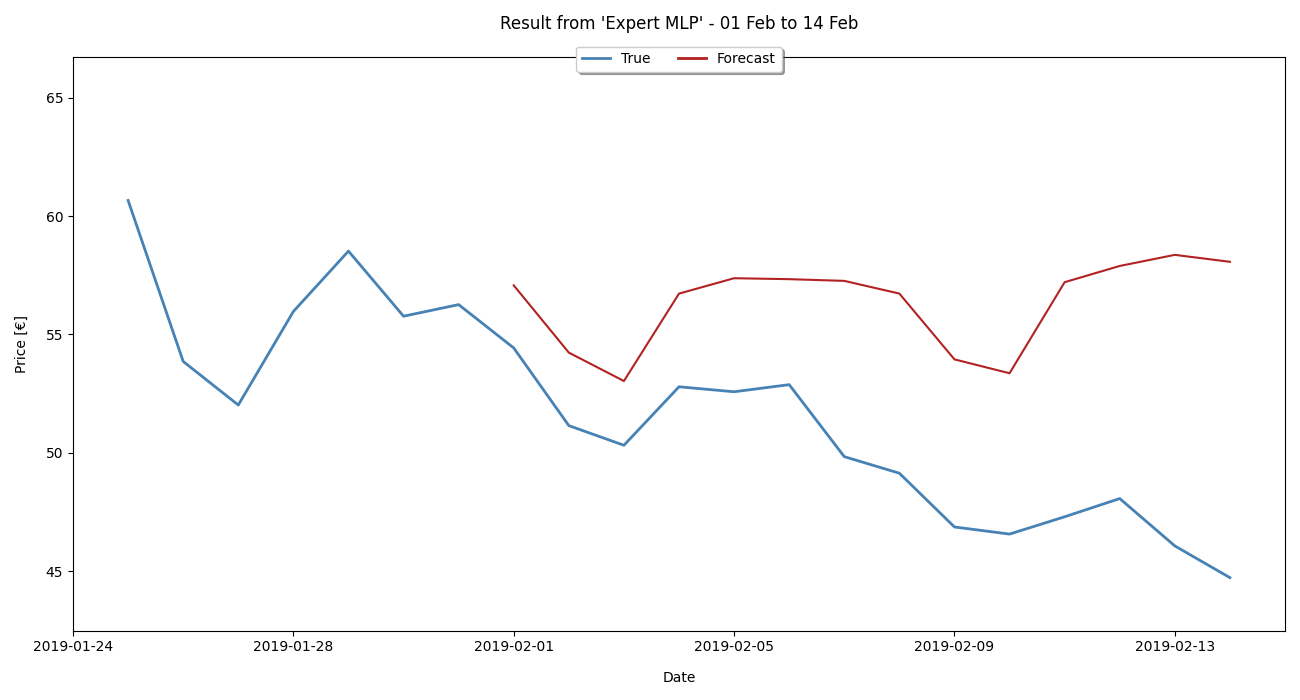 Result from 'Expert MLP' - 01 Feb to 14 Feb
True Forecast
65
60
55
50
45
Price [€]
2019-01-24 2019-01-28 2019-02-01 2019-02-05 2019-02-09 2019-02-13
Date